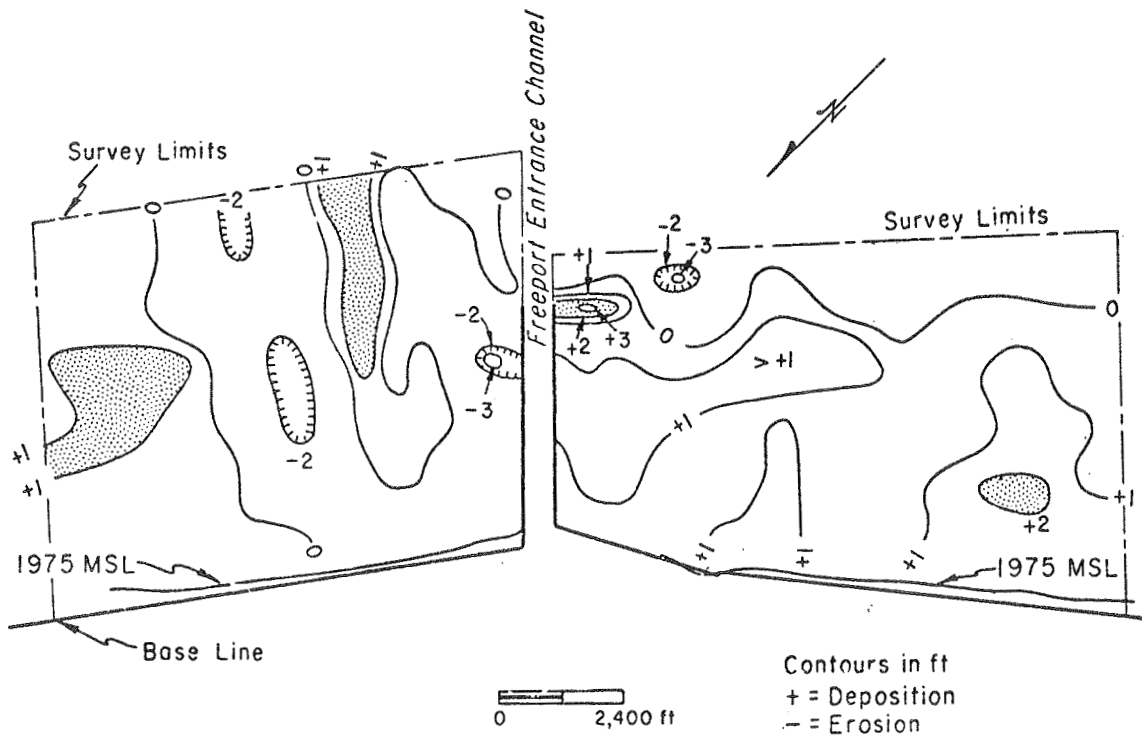 Freeport Entrance Channel
N
Survey Limits
0
-2
0
+1
+1
0
Survey Limits
-2
-3
+1
+2
+3
0
0
> +1
-2
-3
-2
+1
+1
+1
+1
+2
0
+1
+1
+1
1975 MSL
1975 MSL
Base Line
Contours in ft
+ = Deposition
- = Erosion
0 2,400 ft